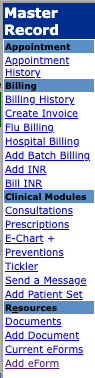 Master
Record
Appointment
Appointment
History
Billing
Billing History
Create Invoice
Flu Billing
Hospital Billing
Add Batch Billing
Add INR
Bill INR
Clinical Modules
Consultations
Prescriptions
E-Chart +
Preventions
Tickler
Send a Message
Add Patient Set
Resources
Documents
Add Document
Current eForms
Add eForm